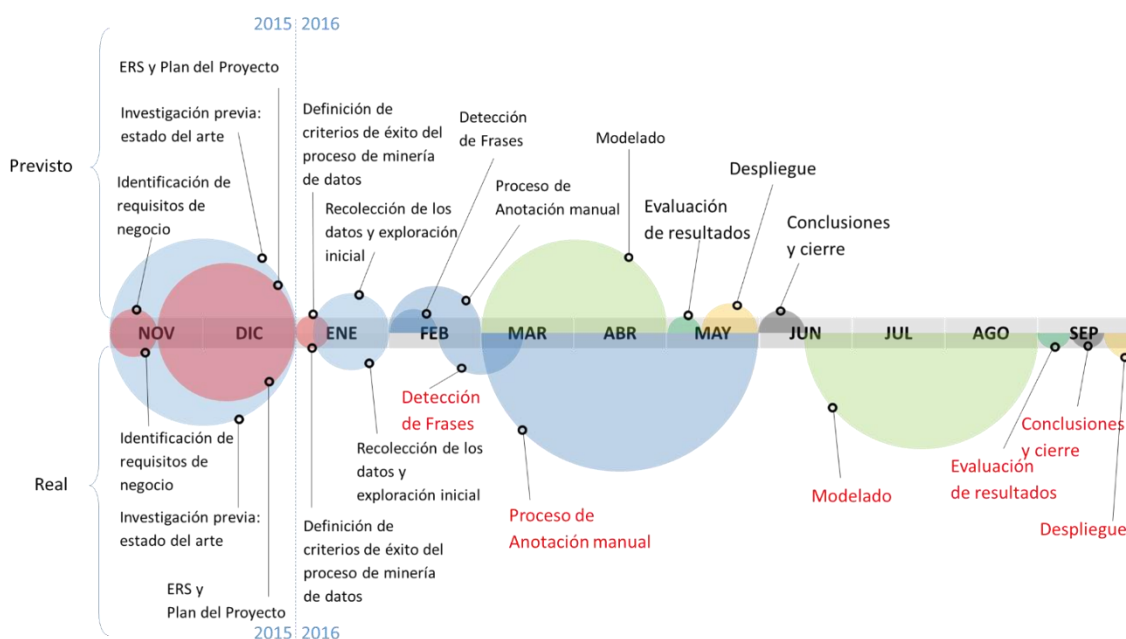 2015 2016
ERS y Plan del Proyecto
Investigación previa:
estado del arte
Identificación de
requisitos de
negocio
Previsto
Definición de
criterios de éxito del
proceso de minería
de datos
Recolección de los
datos y exploración
inicial
Detección
de Frases
Proceso de
Anotación manual
Modelado
Evaluación
de resultados
Despliegue
Conclusiones
y cierre
NOV DIC ENE FEB MAR ABR MAY JUN JUL AGO SEP
Real
Identificación de
requisitos de
negocio
Investigación previa:
estado del arte
ERS y
Plan del Proyecto
Definición de
criterios de éxito del
proceso de minería
de datos
Recolección de los
datos y
exploración inicial
Detección
de Frases
Proceso de
Anotación manual
Modelado
Evaluación
de resultados
Conclusiones
y cierre
Despliegue
2015 2016